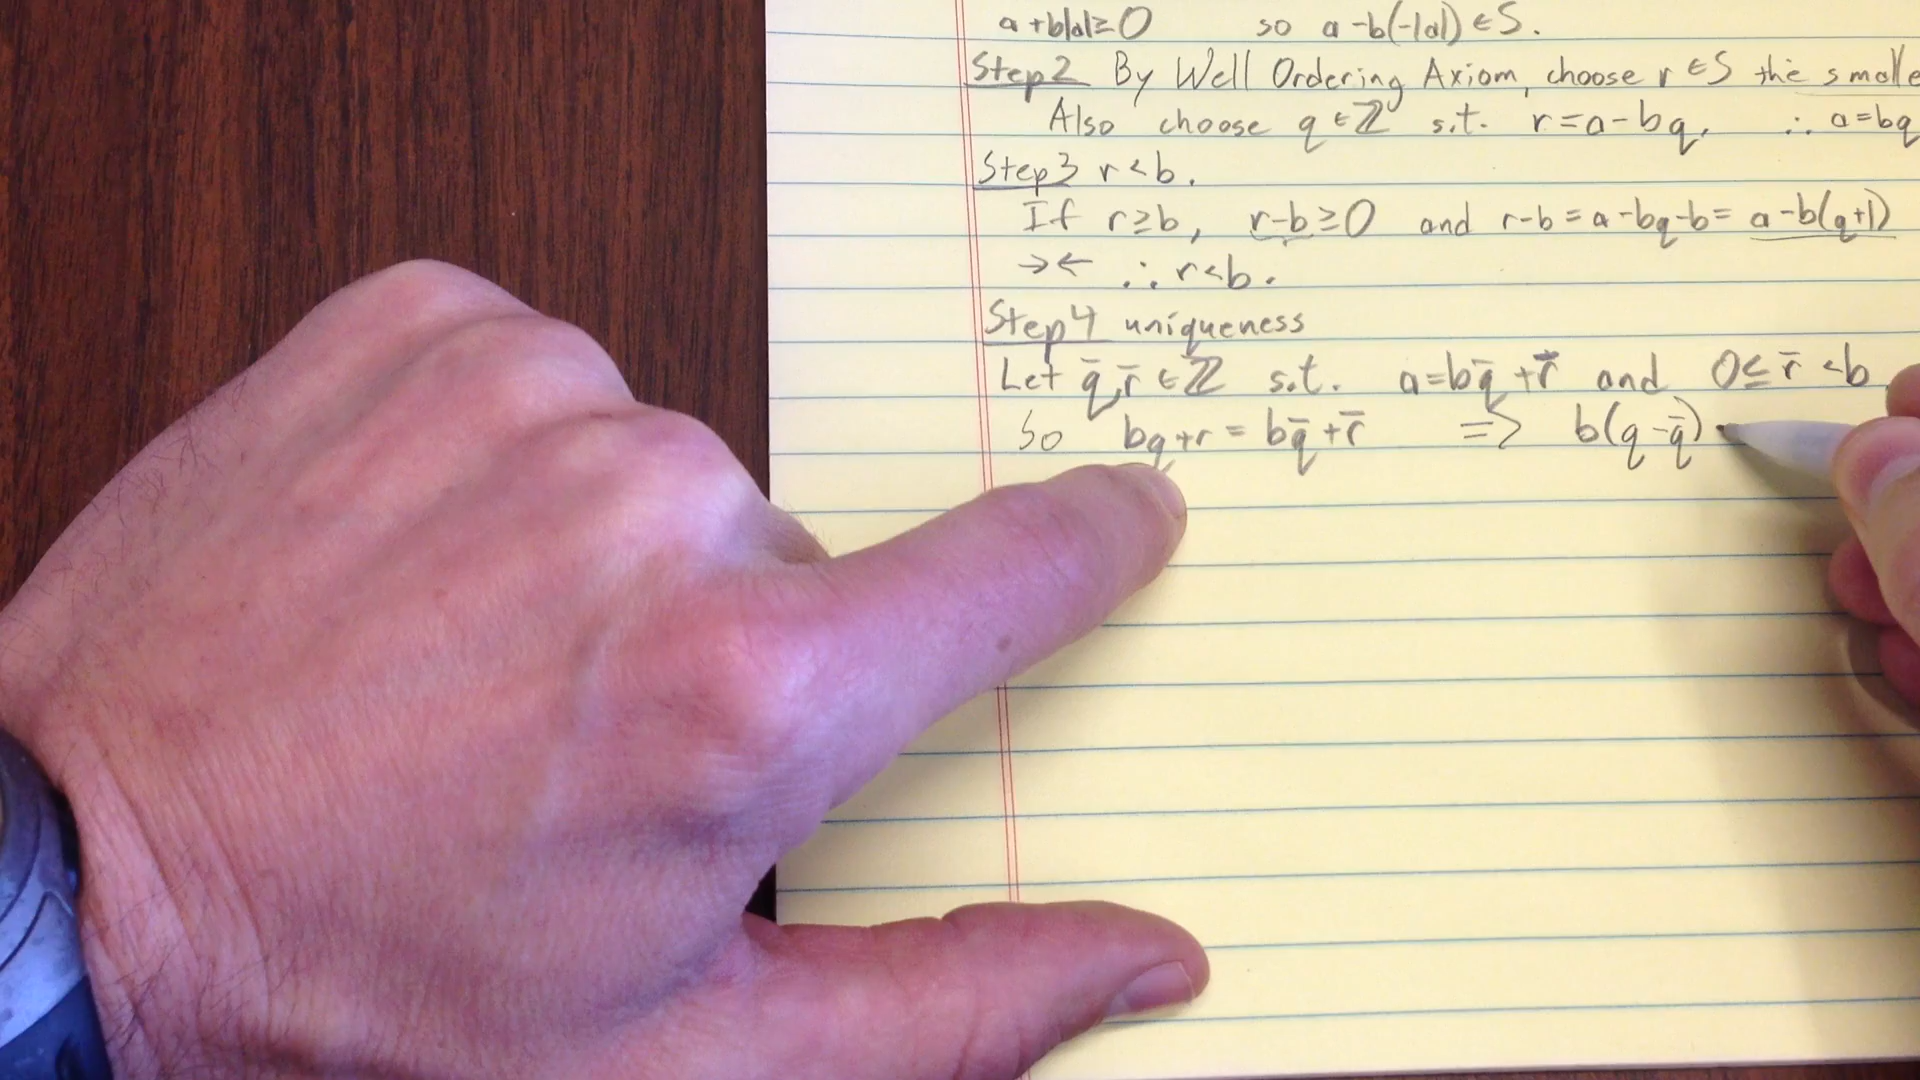 a + b|a| ≥ 0 so a - b(-|a|) ∈ S.
Step 2 By Well Ordering Axiom, choose r ∈ S the smalle
Also choose q ∈ ℤ s.t. r = a - bq. ∴ a = bq
Step 3 r < b.
If r ≥ b, r-b ≥ 0 and r-b = a - bq - b = a - b(q+1)
→← ∴ r < b.
Step 4 uniqueness
Let q̄, r̄ ∈ ℤ s.t. a = bq̄ + r̄ and 0 ≤ r̄ < b
So bq + r = bq̄ + r̄ => b(q - q̄)